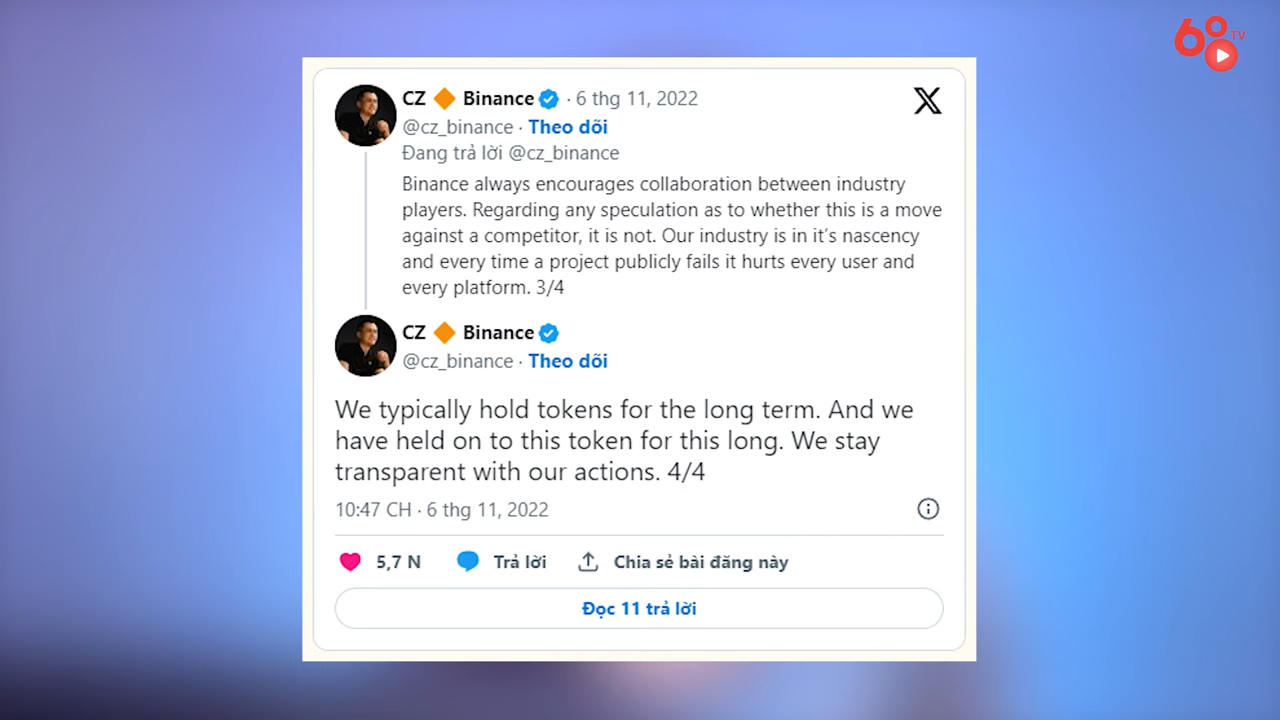 60 TV
CZ 🔶 Binance · 6 thg 11, 2022
@cz_binance · Theo dõi
Đang trả lời @cz_binance
Binance always encourages collaboration between industry
players. Regarding any speculation as to whether this is a move
against a competitor, it is not. Our industry is in it’s nascency
and every time a project publicly fails it hurts every user and
every platform. 3/4
CZ 🔶 Binance
@cz_binance · Theo dõi
We typically hold tokens for the long term. And we
have held on to this token for this long. We stay
transparent with our actions. 4/4
10:47 CH · 6 thg 11, 2022
5,7 N Trả lời Chia sẻ bài đăng này
Đọc 11 trả lời